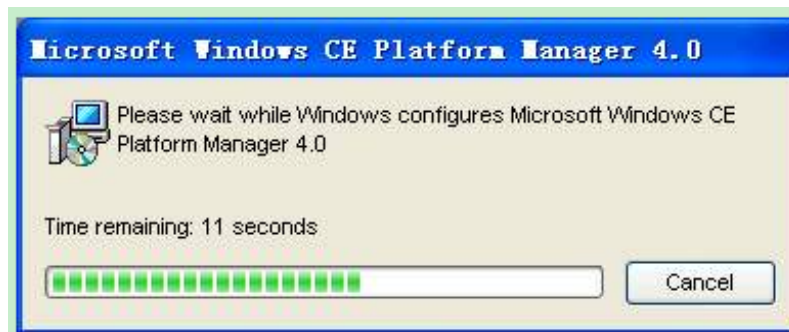 Microsoft Windows CE Platform Manager 4.0
Please wait while Windows configures Microsoft Windows CE
Platform Manager 4.0
Time remaining: 11 seconds
Cancel